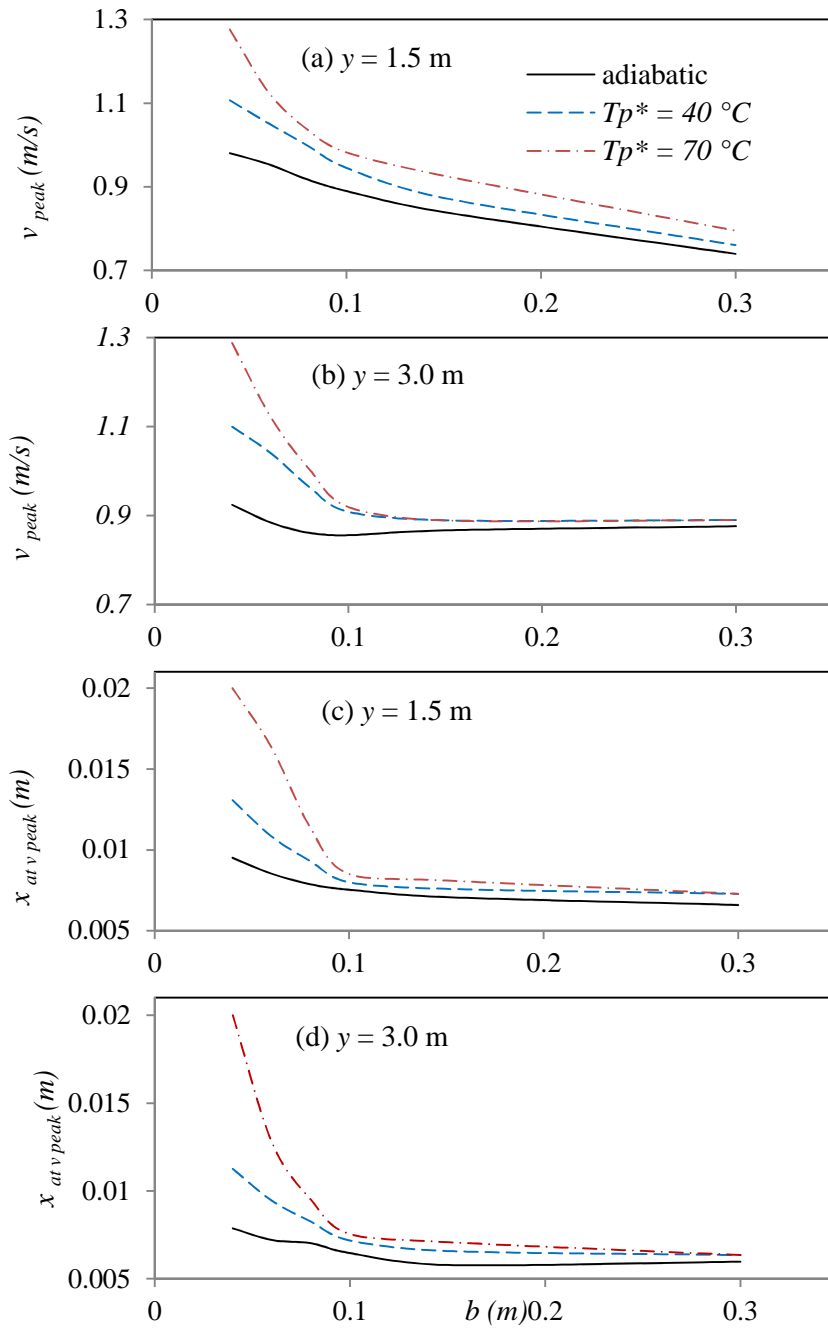 1.3
(a) y = 1.5 m
adiabatic
Tp* = 40 °C
Tp* = 70 °C
1.1
0.9
0.7
v peak (m/s)
0
0.1
0.2
0.3
1.3
(b) y = 3.0 m
1.1
0.9
0.7
v peak (m/s)
0
0.1
0.2
0.3
0.02
(c) y = 1.5 m
0.015
0.01
0.005
x at v peak (m)
0
0.1
0.2
0.3
0.02
(d) y = 3.0 m
0.015
0.01
0.005
x at v peak (m)
0
0.1
b (m)
0.2
0.3